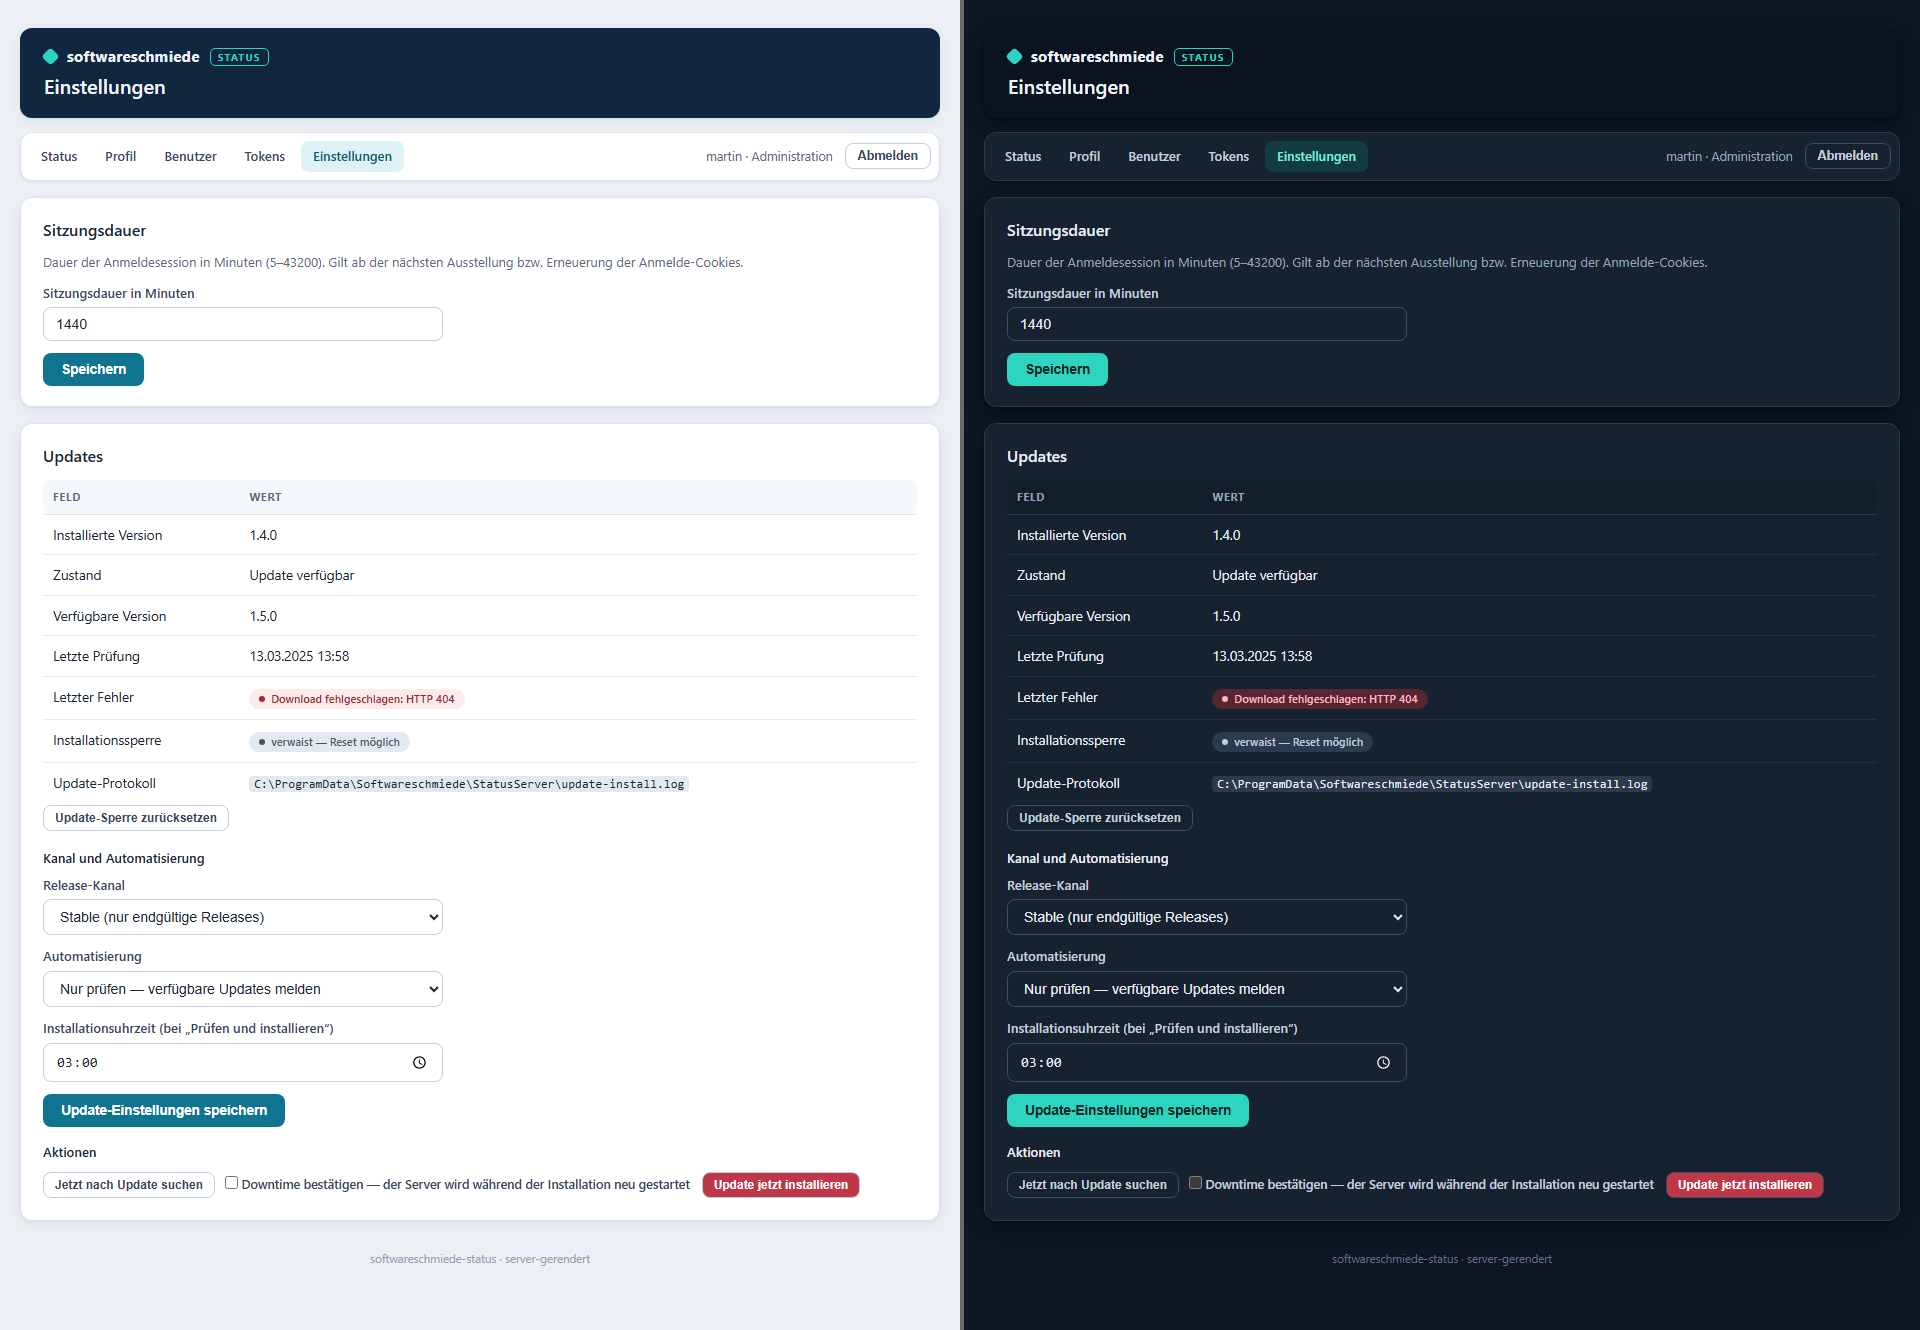 softwareschmiede STATUS
Einstellungen
Status Profil Benutzer Tokens Einstellungen martin · Administration Abmelden
Sitzungsdauer
Dauer der Anmeldesession in Minuten (5–43200). Gilt ab der nächsten Ausstellung bzw. Erneuerung der Anmelde-Cookies.
Sitzungsdauer in Minuten
1440
Speichern
Updates
FELD WERT
Installierte Version 1.4.0
Zustand Update verfügbar
Verfügbare Version 1.5.0
Letzte Prüfung 13.03.2025 13:58
Letzter Fehler Download fehlgeschlagen: HTTP 404
Installationssperre verwaist — Reset möglich
Update-Protokoll C:\ProgramData\Softwareschmiede\StatusServer\update-install.log
Update-Sperre zurücksetzen
Kanal und Automatisierung
Release-Kanal
Stable (nur endgültige Releases)
Automatisierung
Nur prüfen — verfügbare Updates melden
Installationsuhrzeit (bei „Prüfen und installieren“)
03:00
Update-Einstellungen speichern
Aktionen
Jetzt nach Update suchen Downtime bestätigen — der Server wird während der Installation neu gestartet Update jetzt installieren
softwareschmiede-status · server-gerendert
softwareschmiede STATUS
Einstellungen
Status Profil Benutzer Tokens Einstellungen martin · Administration Abmelden
Sitzungsdauer
Dauer der Anmeldesession in Minuten (5–43200). Gilt ab der nächsten Ausstellung bzw. Erneuerung der Anmelde-Cookies.
Sitzungsdauer in Minuten
1440
Speichern
Updates
FELD WERT
Installierte Version 1.4.0
Zustand Update verfügbar
Verfügbare Version 1.5.0
Letzte Prüfung 13.03.2025 13:58
Letzter Fehler Download fehlgeschlagen: HTTP 404
Installationssperre verwaist — Reset möglich
Update-Protokoll C:\ProgramData\Softwareschmiede\StatusServer\update-install.log
Update-Sperre zurücksetzen
Kanal und Automatisierung
Release-Kanal
Stable (nur endgültige Releases)
Automatisierung
Nur prüfen — verfügbare Updates melden
Installationsuhrzeit (bei „Prüfen und installieren“)
03:00
Update-Einstellungen speichern
Aktionen
Jetzt nach Update suchen Downtime bestätigen — der Server wird während der Installation neu gestartet Update jetzt installieren
softwareschmiede-status · server-gerendert